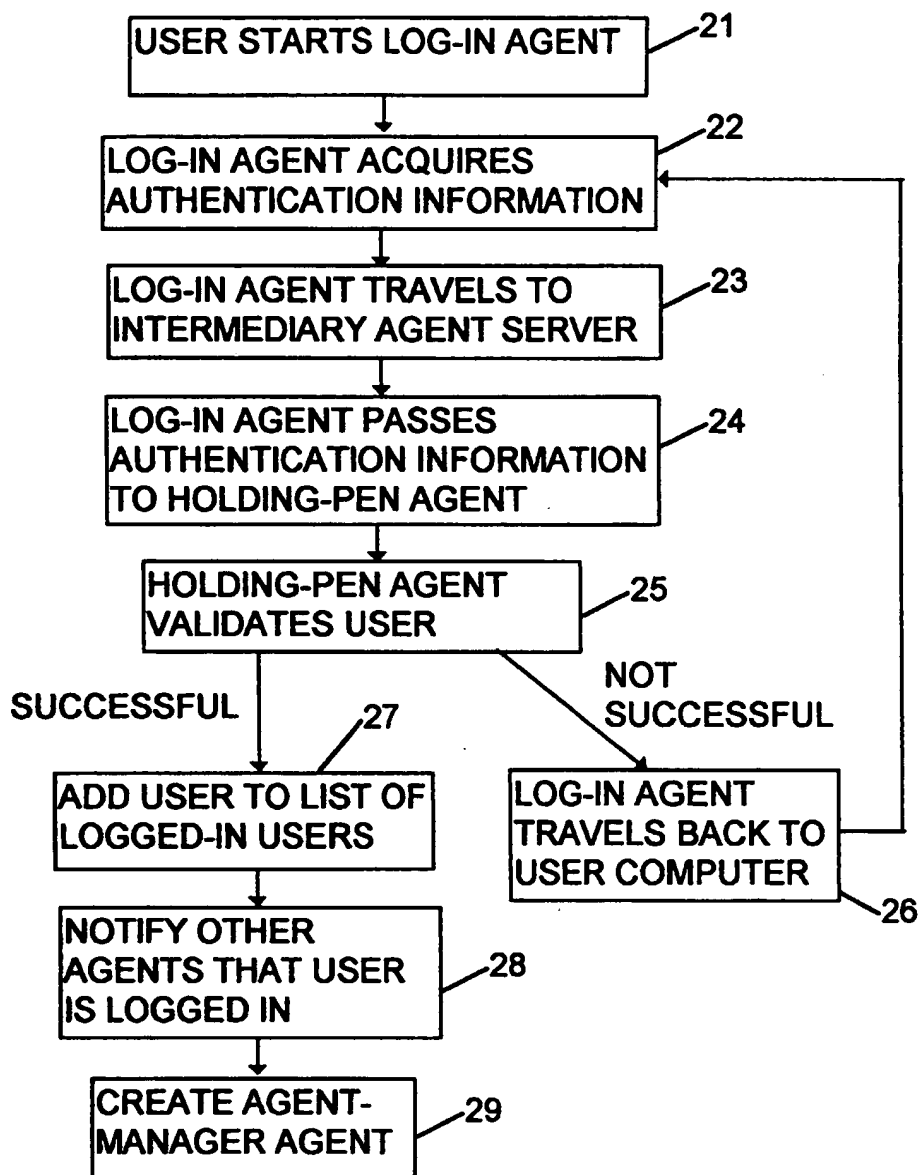 USER STARTS LOG-IN AGENT
21
22
LOG-IN AGENT ACQUIRES
AUTHENTICATION INFORMATION
LOG-IN AGENT TRAVELS TO
INTERMEDIARY AGENT SERVER
23
LOG-IN AGENT PASSES
AUTHENTICATION INFORMATION
TO HOLDING-PEN AGENT
24
HOLDING-PEN AGENT
VALIDATES USER
25
SUCCESSFUL
NOT
SUCCESSFUL
27
ADD USER TO LIST OF
LOGGED-IN USERS
LOG-IN AGENT
TRAVELS BACK TO
USER COMPUTER
26
NOTIFY OTHER
AGENTS THAT USER
IS LOGGED IN
28
CREATE AGENT-
MANAGER AGENT
29